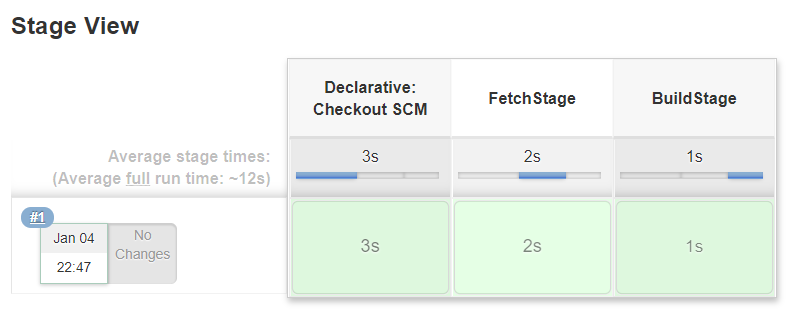 Stage View
Declarative:
Checkout SCM
FetchStage
BuildStage
Average stage times:
(Average full run time: ~12s)
3s
2s
1s
#1
Jan 04
22:47
No
Changes
3s
2s
1s